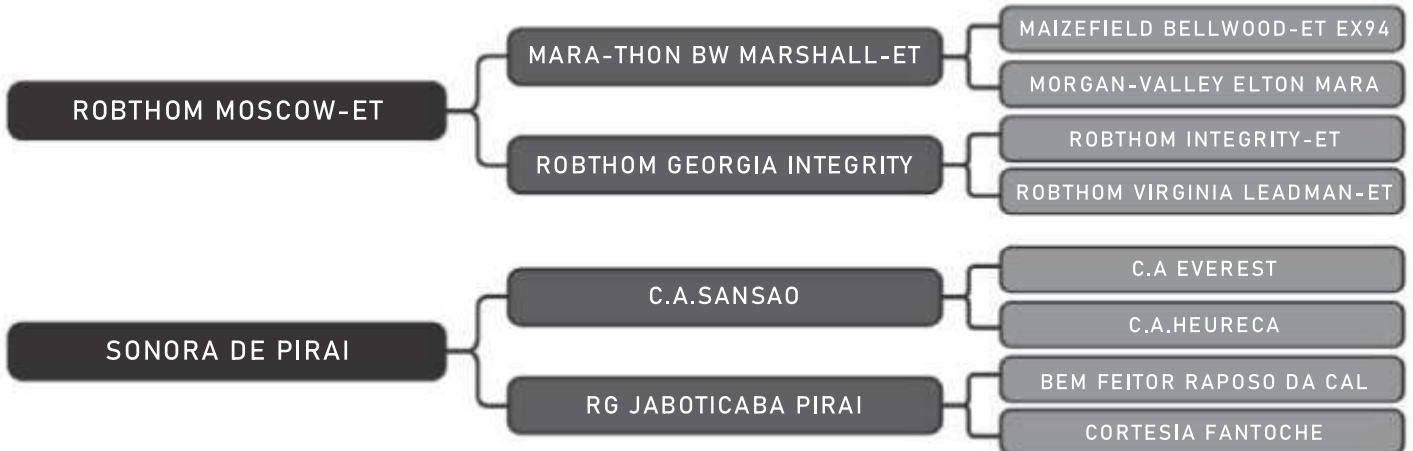 MAIZEFIELD BELLWOOD-ET EX94
MARA-THON BW MARSHALL-ET
MORGAN-VALLEY ELTON MARA
ROBTHOM MOSCOW-ET
ROBTHOM INTEGRITY-ET
ROBTHOM GEORGIA INTEGRITY
ROBTHOM VIRGINIA LEADMAN-ET
C.A EVEREST
C.A.SANSAO
C.A.HEURECA
SONORA DE PIRAI
BEM FEITOR RAPOSO DA CAL
RG JABOTICABA PIRAI
CORTESIA FANTOCHE